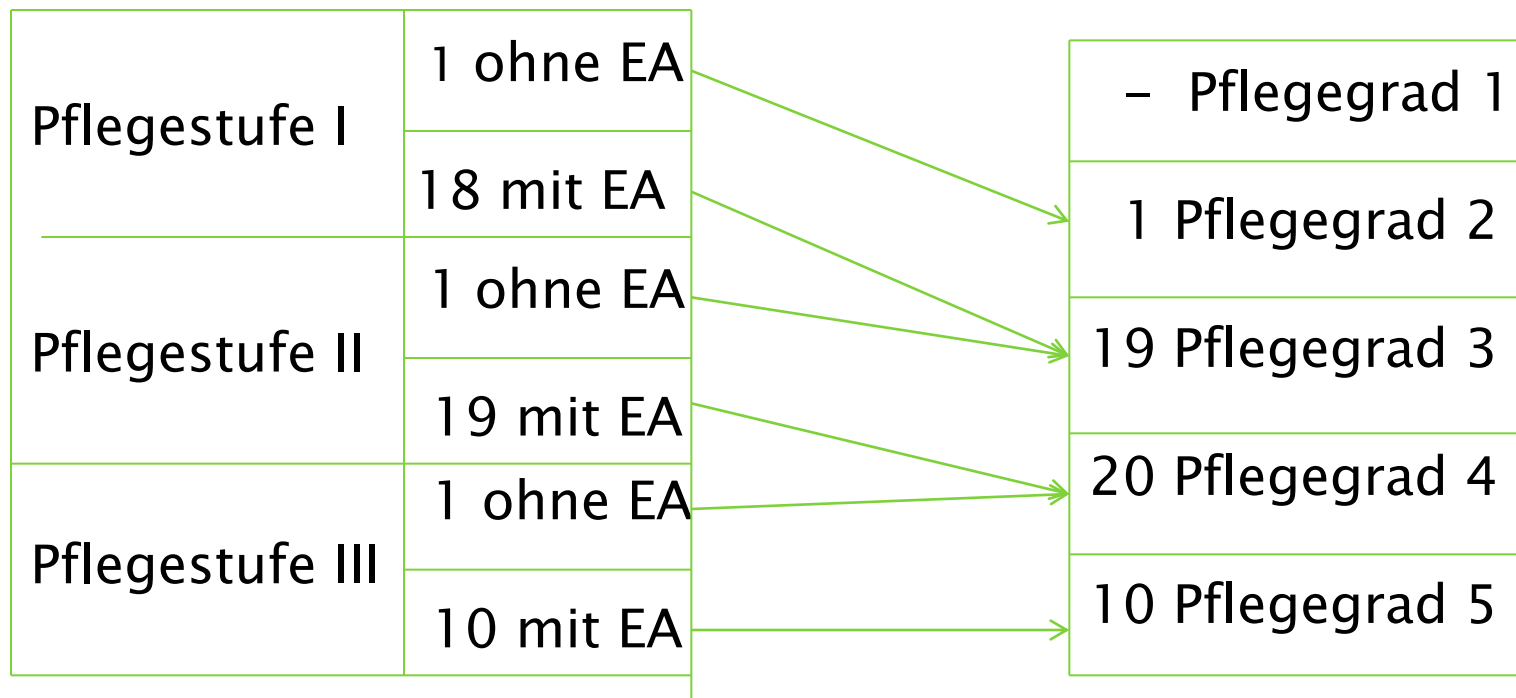 Pflegestufe I
1 ohne EA
18 mit EA
Pflegestufe II
1 ohne EA
19 mit EA
Pflegestufe III
1 ohne EA
10 mit EA
– Pflegegrad 1
1 Pflegegrad 2
19 Pflegegrad 3
20 Pflegegrad 4
10 Pflegegrad 5